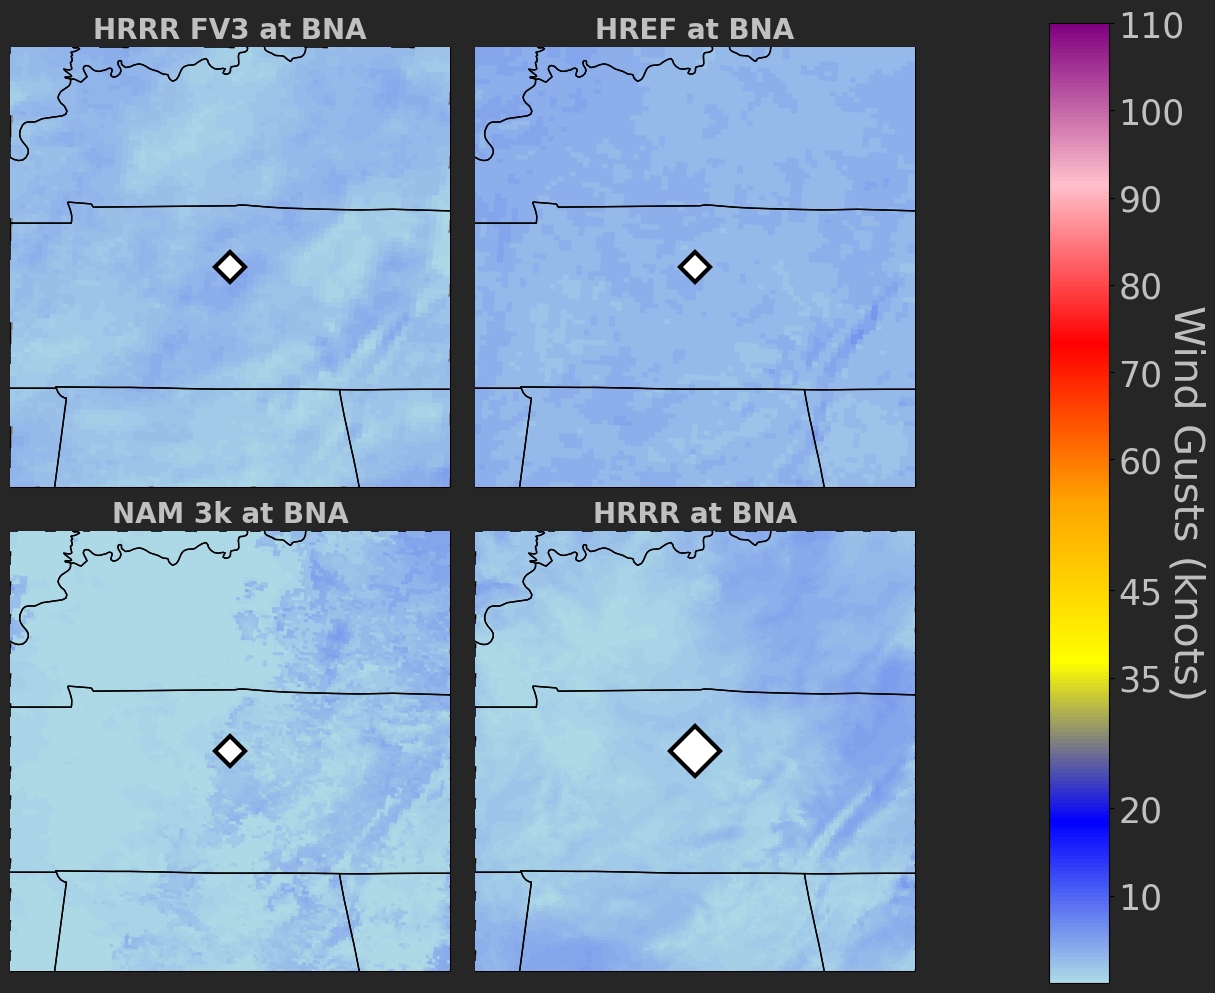 HRRR FV3 at BNA
HREF at BNA
NAM 3k at BNA
HRRR at BNA
110
100
90
80
70
60
45
35
20
10
Wind Gusts (knots)